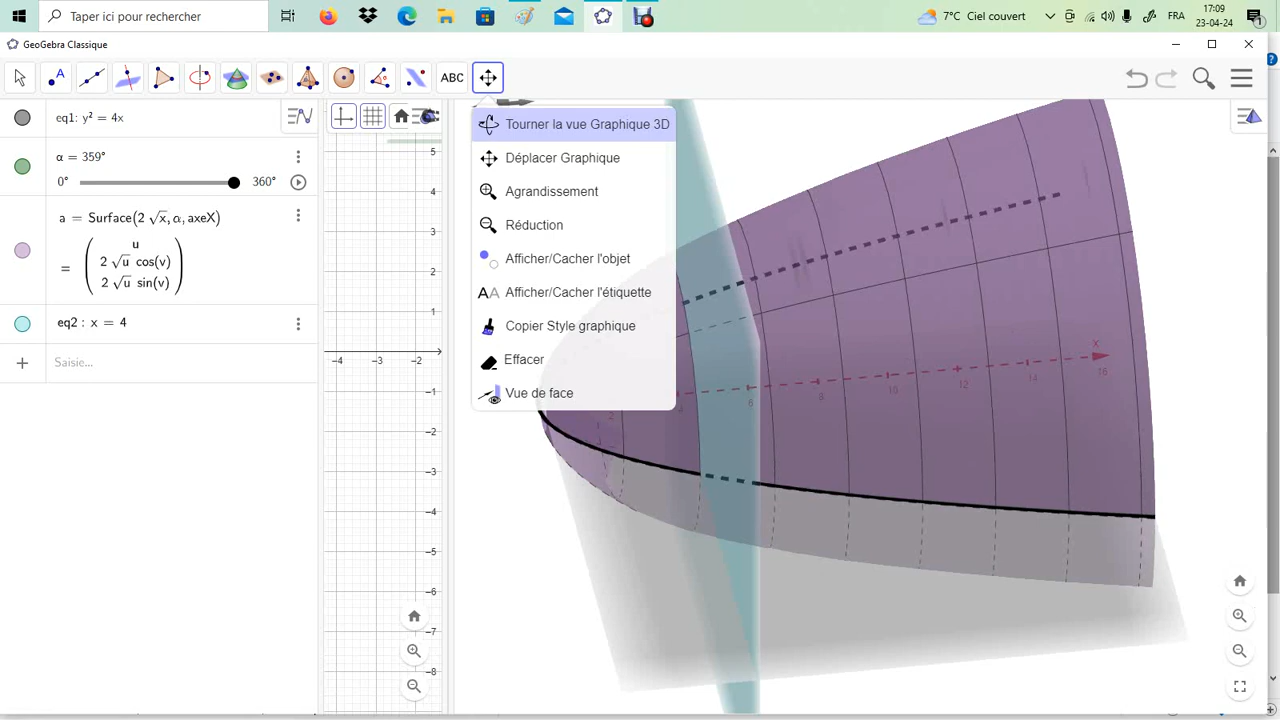 Taper ici pour rechercher
7°C Ciel couvert
FRA
17:09
23-04-24
GeoGebra Classique
ABC
eq1: y² = 4x
α = 359°
0°
360°
a = Surface(2 √x, α, axeX)
= ( u
2 √u cos(v)
2 √u sin(v) )
eq2 : x = 4
Saisie...
5
4
3
2
1
-4 -3 -2
-1
-2
-3
-4
-5
-6
-7
-8
Tourner la vue Graphique 3D
Déplacer Graphique
Agrandissement
Réduction
Afficher/Cacher l'objet
AA Afficher/Cacher l'étiquette
Copier Style graphique
Effacer
Vue de face
x
2 4 6 8 10 12 14 16